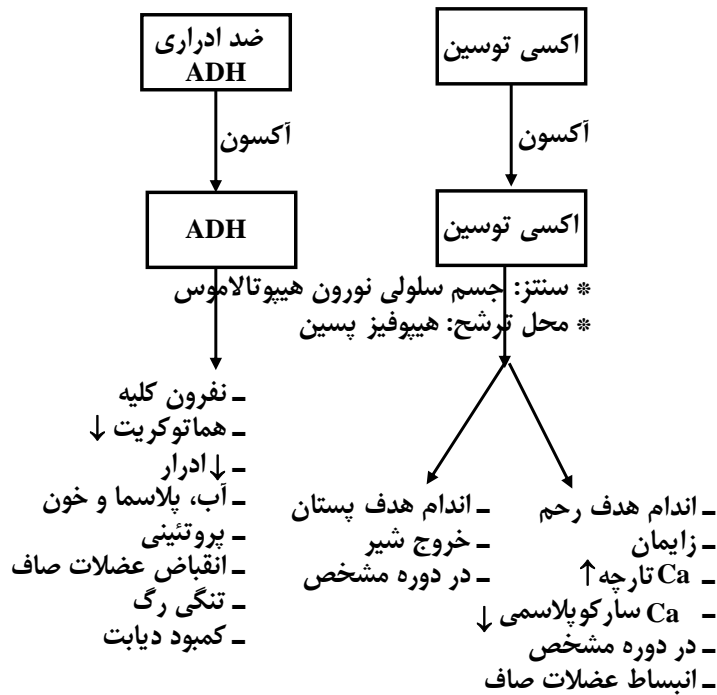 اکسی توسین
ضد ادراری
ADH
آکسون
آکسون
اکسی توسین
ADH
* سنتز: جسم سلولی نورون هیپوتالاموس
* محل ترشح: هیپوفیز پسین
ـ اندام هدف رحم
ـ زایمان
ـ Ca تارچه ↑
ـ Ca سارکوپلاسمی ↓
ـ در دوره مشخص
ـ انبساط عضلات صاف
ـ اندام هدف پستان
ـ خروج شیر
ـ در دوره مشخص
ـ نفرون کلیه
ـ هماتوکریت ↓
ـ ↓ ادرار
ـ آب، پلاسما و خون
ـ پروتئینی
ـ انقباض عضلات صاف
ـ تنگی رگ
ـ کمبود دیابت